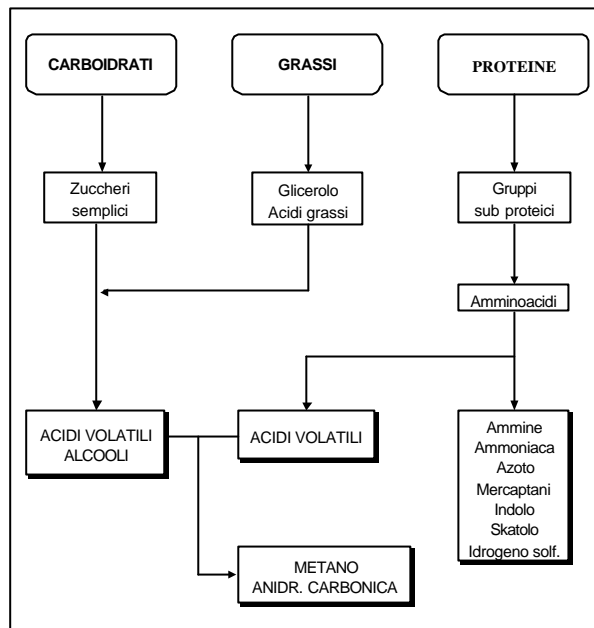 CARBOIDRATI
GRASSI
PROTEINE
Zuccheri
semplici
Glicerolo
Acidi grassi
Gruppi
sub proteici
Amminoacidi
ACIDI VOLATILI
ALCOOLI
ACIDI VOLATILI
Ammine
Ammoniaca
Azoto
Mercaptani
Indolo
Skatolo
Idrogeno solf.
METANO
ANIDR. CARBONICA